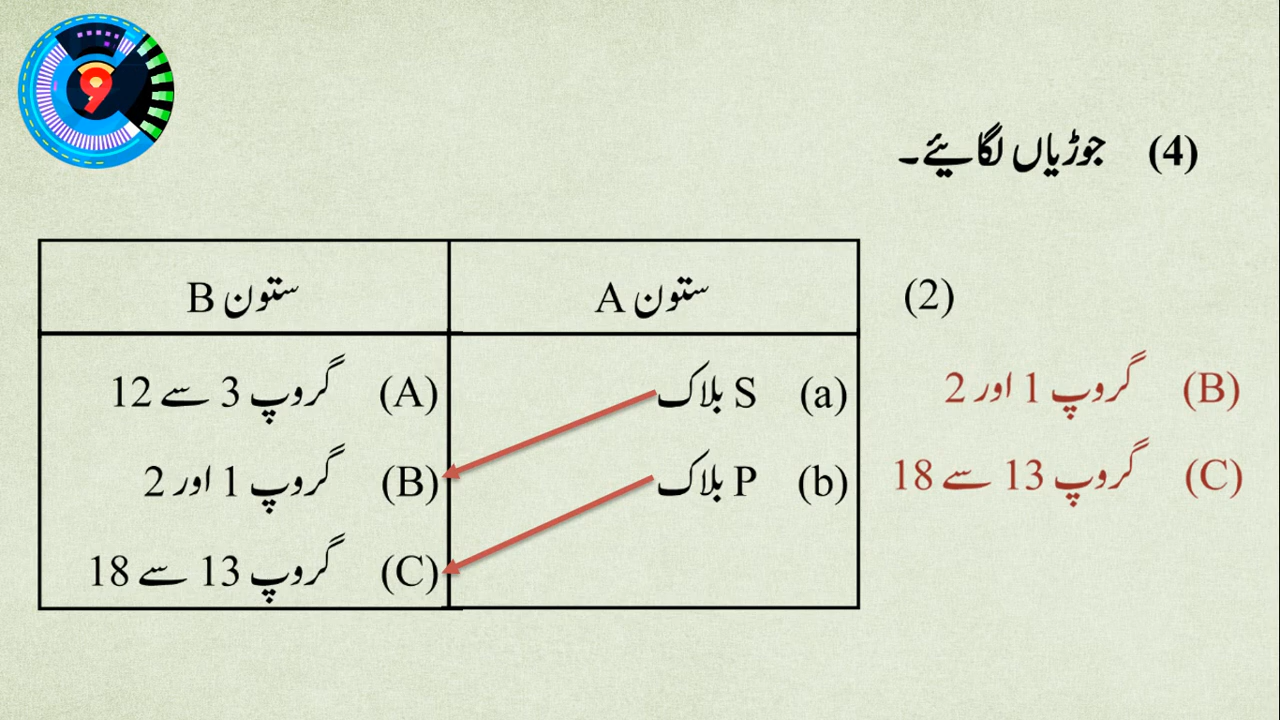 9
(4) جوڑیاں لگائیے۔
(2)
ستون A ستون B
(a) S بلاک (A) گروپ 3 سے 12
(b) P بلاک (B) گروپ 1 اور 2
(C) گروپ 13 سے 18
(B) گروپ 1 اور 2
(C) گروپ 13 سے 18